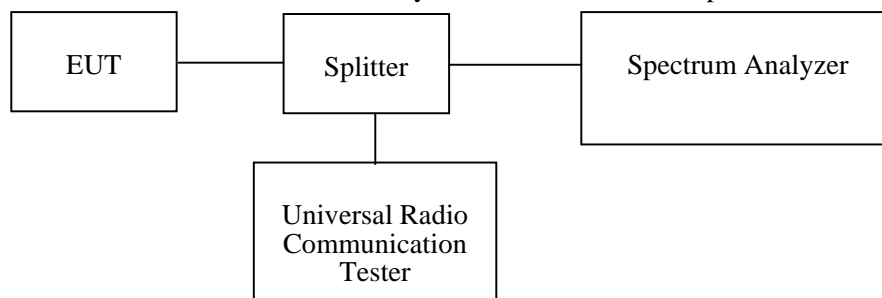 EUT
Splitter
Spectrum Analyzer
Universal Radio
Communication
Tester